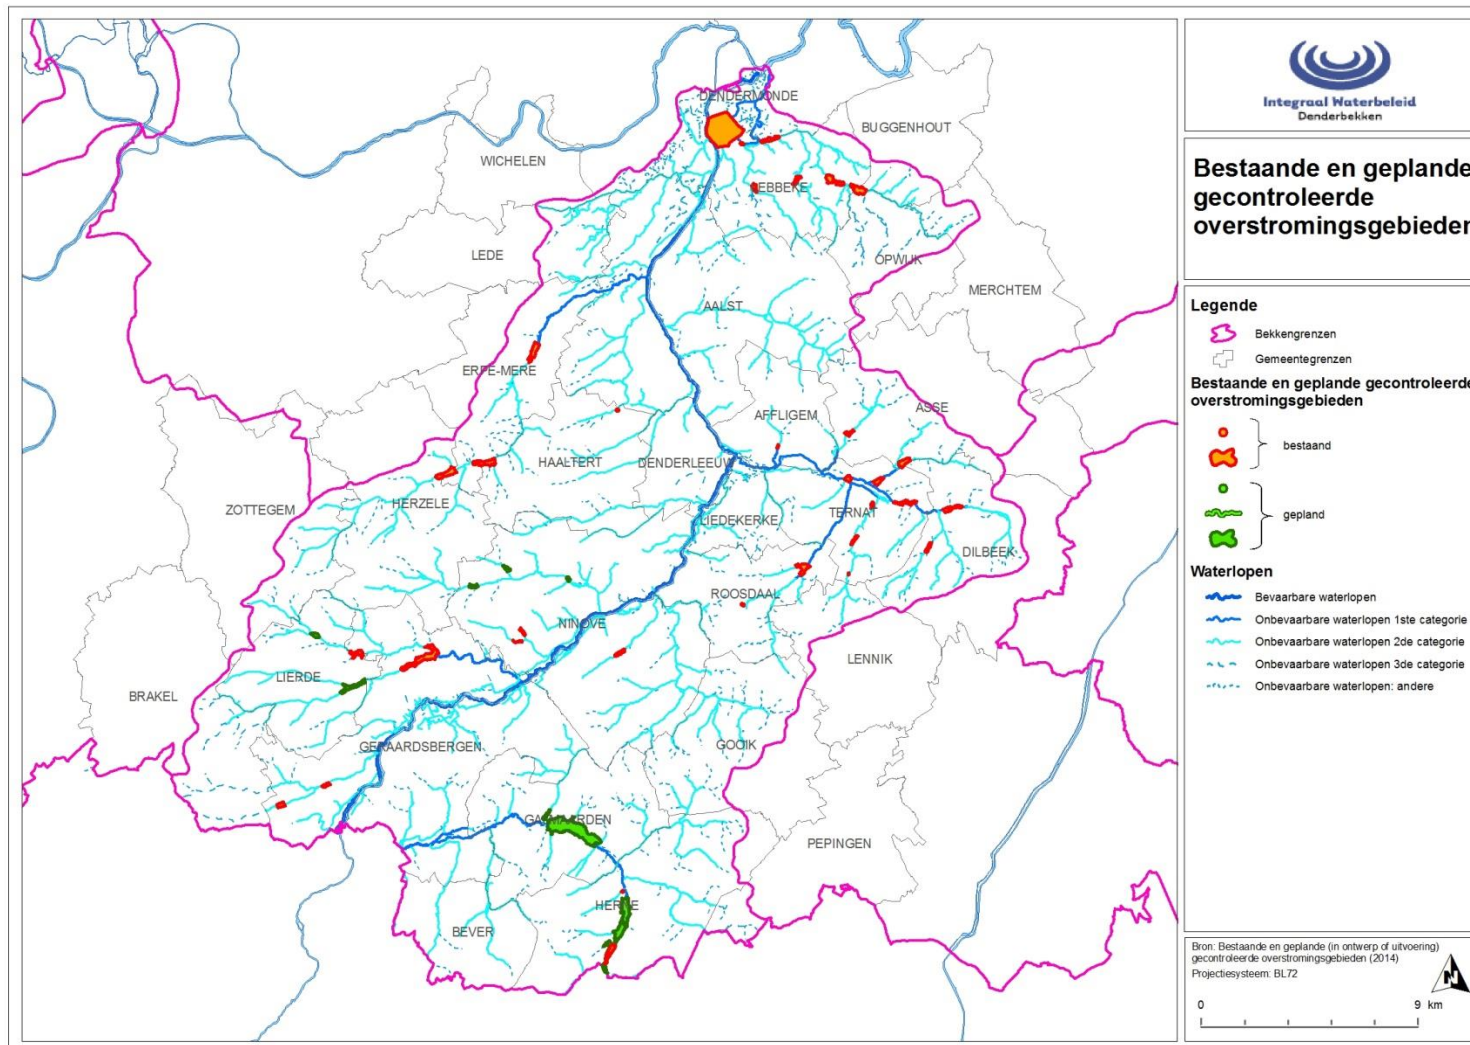 DENDERMONDE
BUGGENHOUT
WICHELEN
EBBEKE
LEDE
OPWIJK
MERCHTEM
AALST
ERPE-MERE
AFFLIGEM
ASSE
HAALTERT
DENDERLEEUW
ZOTTEGEM
HERZELE
LIEDEKERKE
TERNAT
DILBEEK
ROOSDAAL
NINOVE
LENNIK
LIERDE
BRAKEL
GERAARDSBERGEN
GOOIK
GALMAARDEN
PEPINGEN
HERNE
BEVER
Integraal Waterbeleid
Denderbekken
Bestaande en geplande
gecontroleerde
overstromingsgebieden
Legende
Bekkengrenzen
Gemeentegrenzen
Bestaande en geplande gecontroleerde
overstromingsgebieden
bestaand
gepland
Waterlopen
Bevaarbare waterlopen
Onbevaarbare waterlopen 1ste categorie
Onbevaarbare waterlopen 2de categorie
Onbevaarbare waterlopen 3de categorie
Onbevaarbare waterlopen: andere
Bron: Bestaande en geplande (in ontwerp of uitvoering)
gecontroleerde overstromingsgebieden (2014)
Projectiesysteem: BL72
N
0 9 km